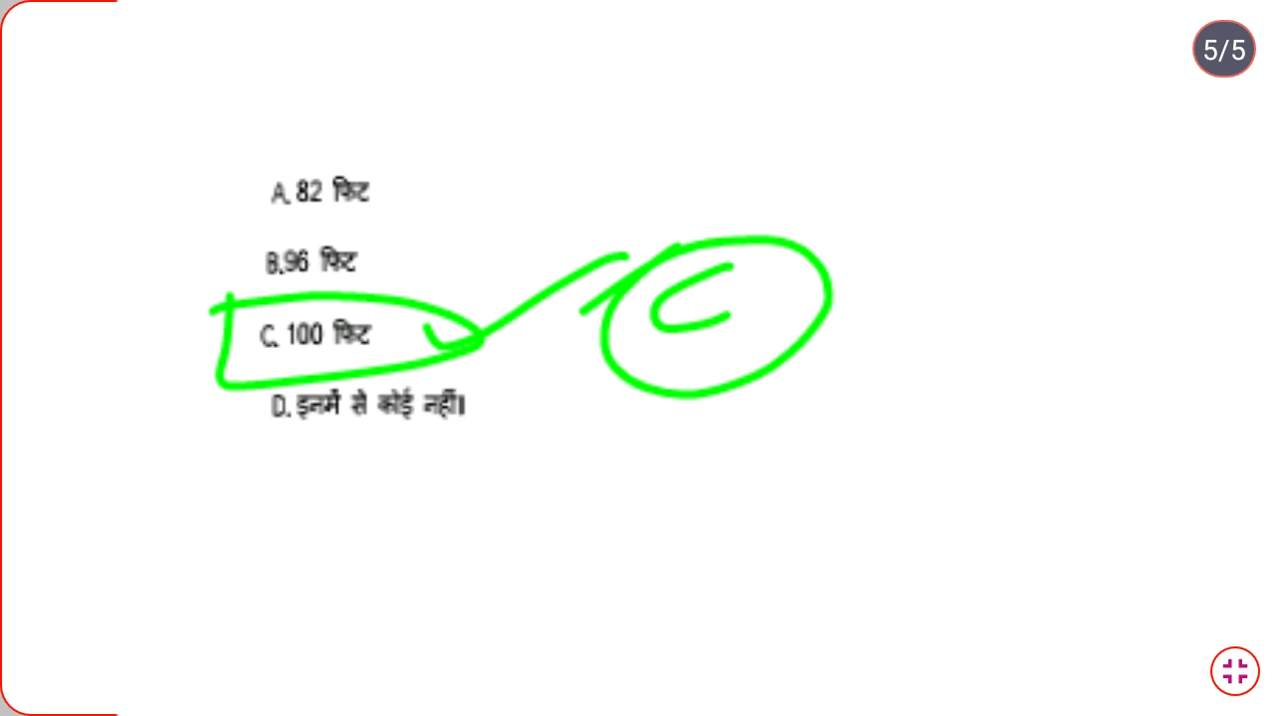 5/5
A. 82 फिट
B.96 फिट
C. 100 फिट
C
D. इनमें से कोई नहीं।